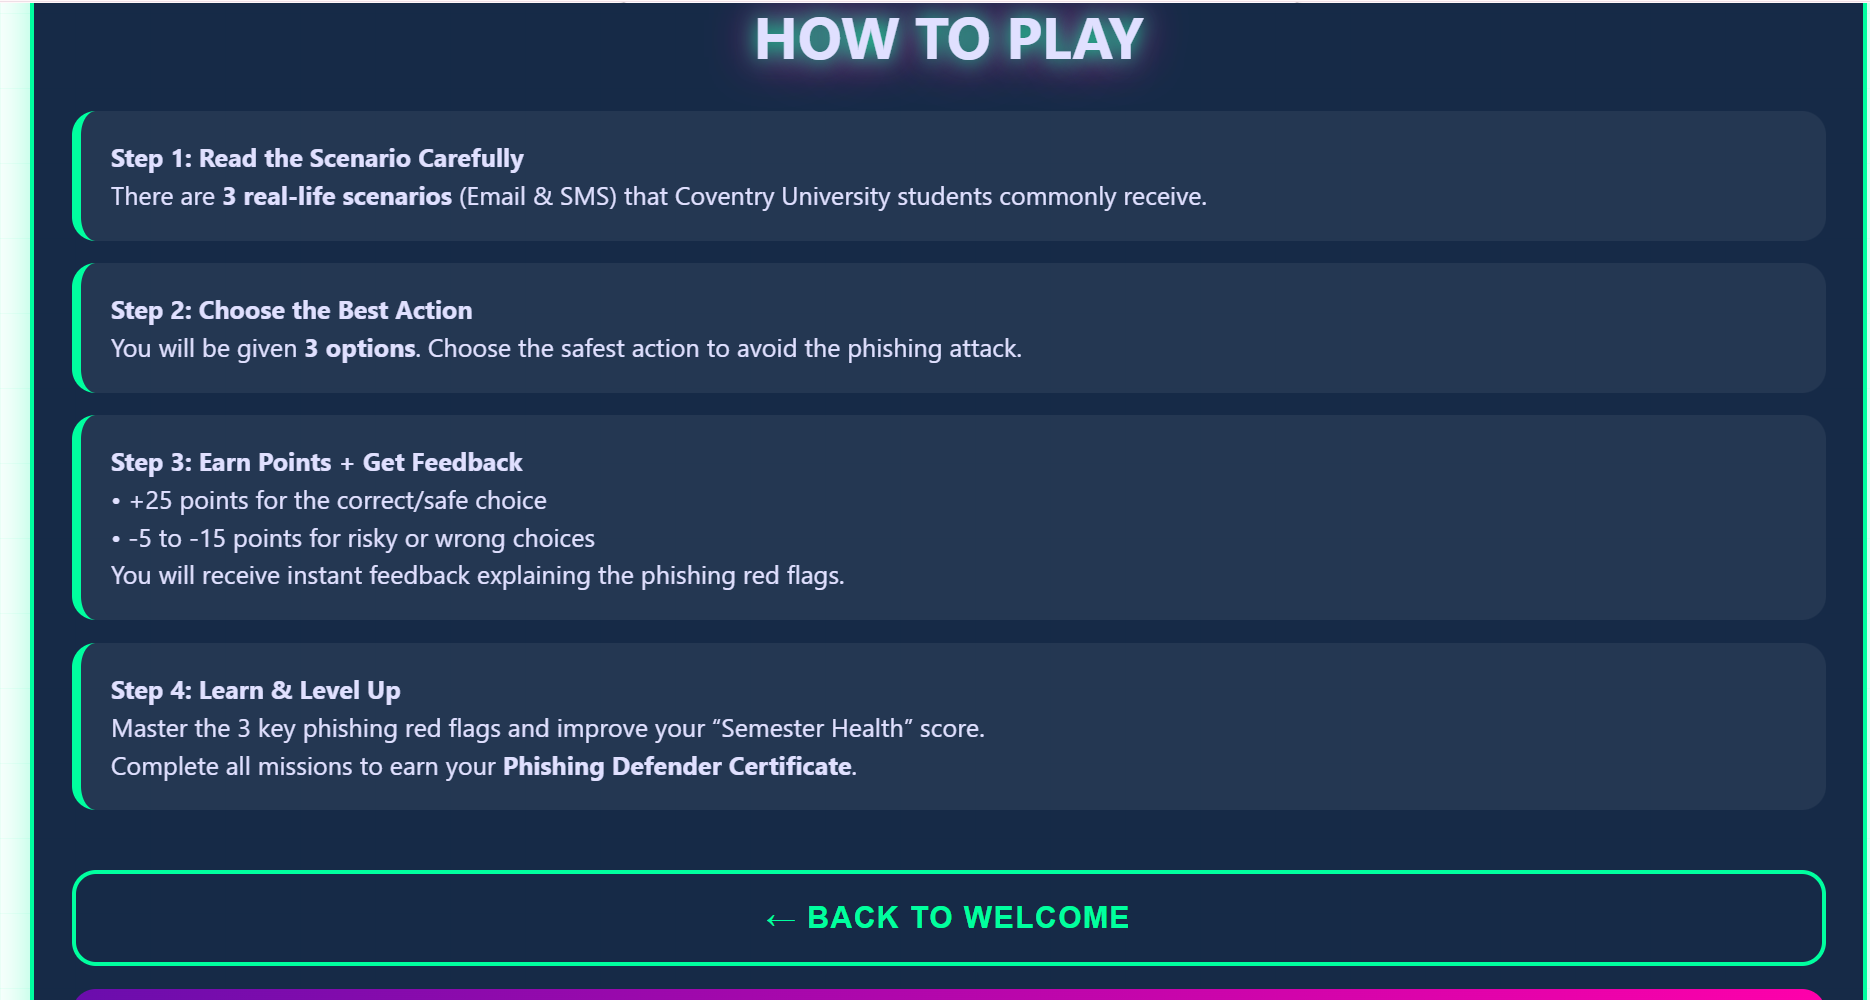 HOW TO PLAY
Step 1: Read the Scenario Carefully
There are 3 real-life scenarios (Email & SMS) that Coventry University students commonly receive.
Step 2: Choose the Best Action
You will be given 3 options. Choose the safest action to avoid the phishing attack.
Step 3: Earn Points + Get Feedback
• +25 points for the correct/safe choice
• -5 to -15 points for risky or wrong choices
You will receive instant feedback explaining the phishing red flags.
Step 4: Learn & Level Up
Master the 3 key phishing red flags and improve your “Semester Health” score.
Complete all missions to earn your Phishing Defender Certificate.
← BACK TO WELCOME